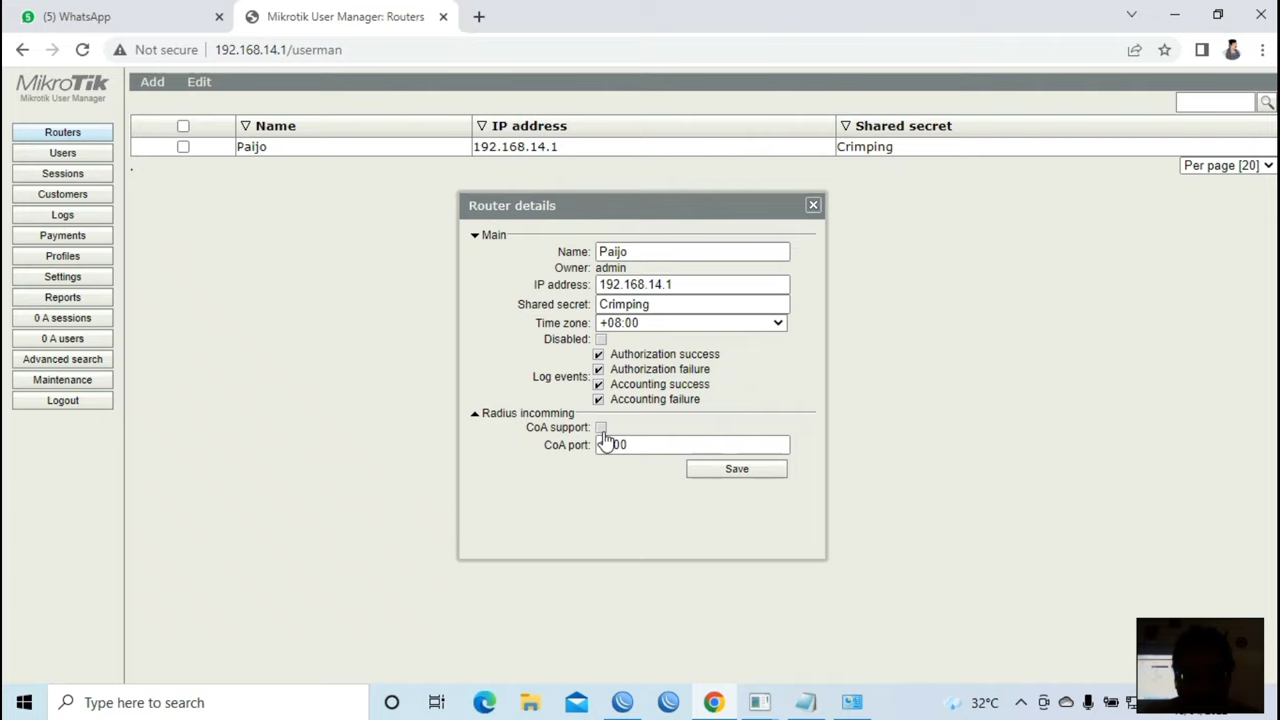 5
(5) WhatsApp
Mikrotik User Manager: Routers
Not secure
192.168.14.1/userman
MikroTik
Mikrotik User Manager
Add
Edit
Name
IP address
Shared secret
Paijo
192.168.14.1
Crimping
Per page [20]
Routers
Users
Sessions
Customers
Logs
Payments
Profiles
Settings
Reports
0 A sessions
0 A users
Advanced search
Maintenance
Logout
Router details
Main
Name: Paijo
Owner: admin
IP address: 192.168.14.1
Shared secret: Crimping
Time zone: +08:00
Disabled:
Log events:
Authorization success
Authorization failure
Accounting success
Accounting failure
Radius incomming
CoA support:
CoA port:
Save
Type here to search
32°C